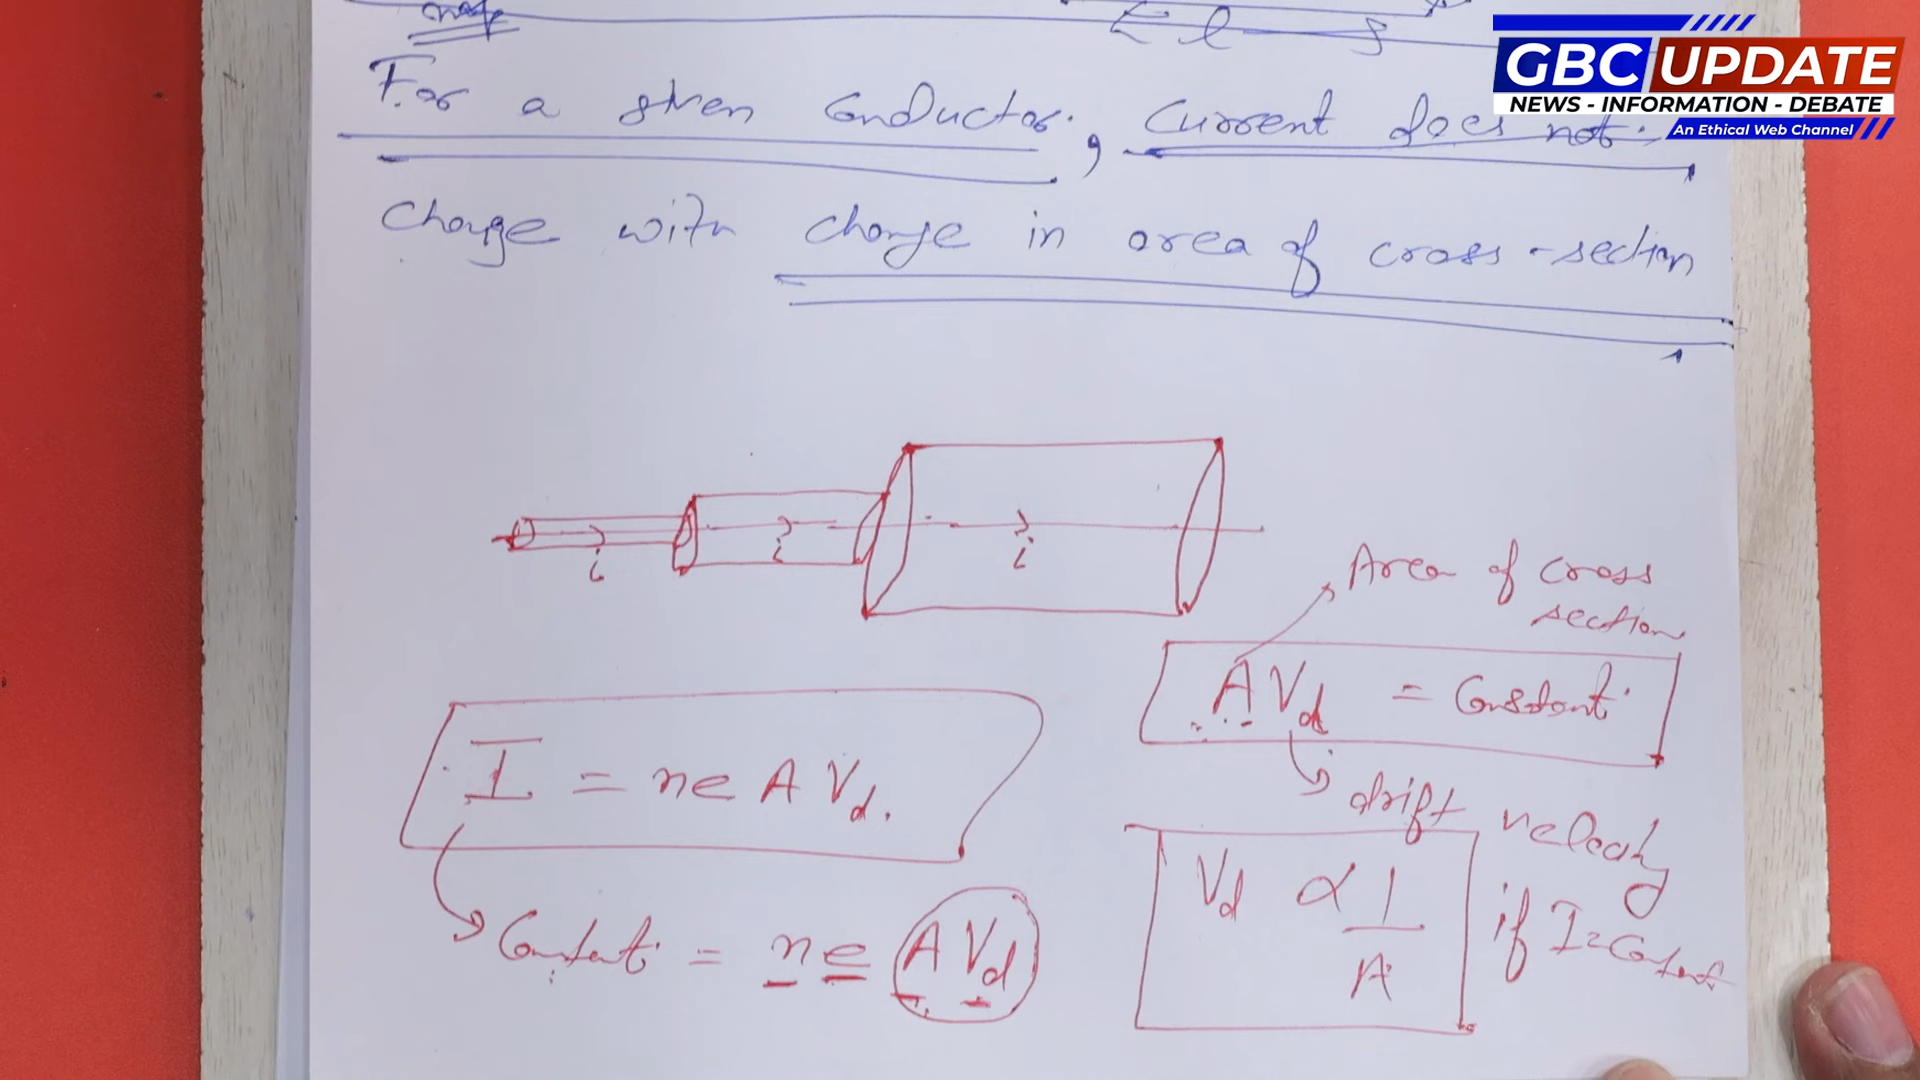 note
l
GBC UPDATE
NEWS - INFORMATION - DEBATE
An Ethical Web Channel
For a given conductor, current does not
change with change in area of cross-section
i i i
Area of cross
section
A Vd = Constant
drift velocity
I = neAVd.
Constant = ne A Vd
Vd ∝ 1/A
if I = Constant